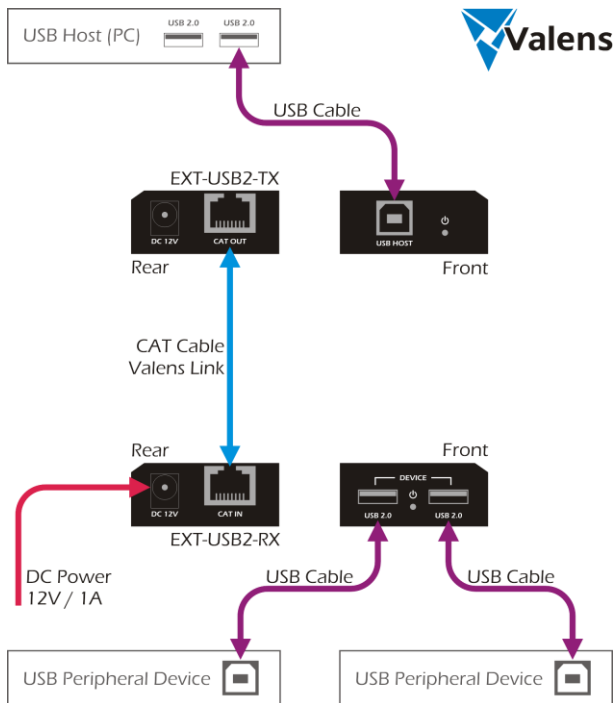 USB Host (PC)
USB 2.0
USB 2.0
Valens
USB Cable
EXT-USB2-TX
DC 12V
CAT OUT
USB HOST
Rear
Front
CAT Cable
Valens Link
Rear
Front
DEVICE
DC 12V
CAT IN
USB 2.0
USB 2.0
EXT-USB2-RX
DC Power
12V / 1A
USB Cable
USB Cable
USB Peripheral Device
USB Peripheral Device